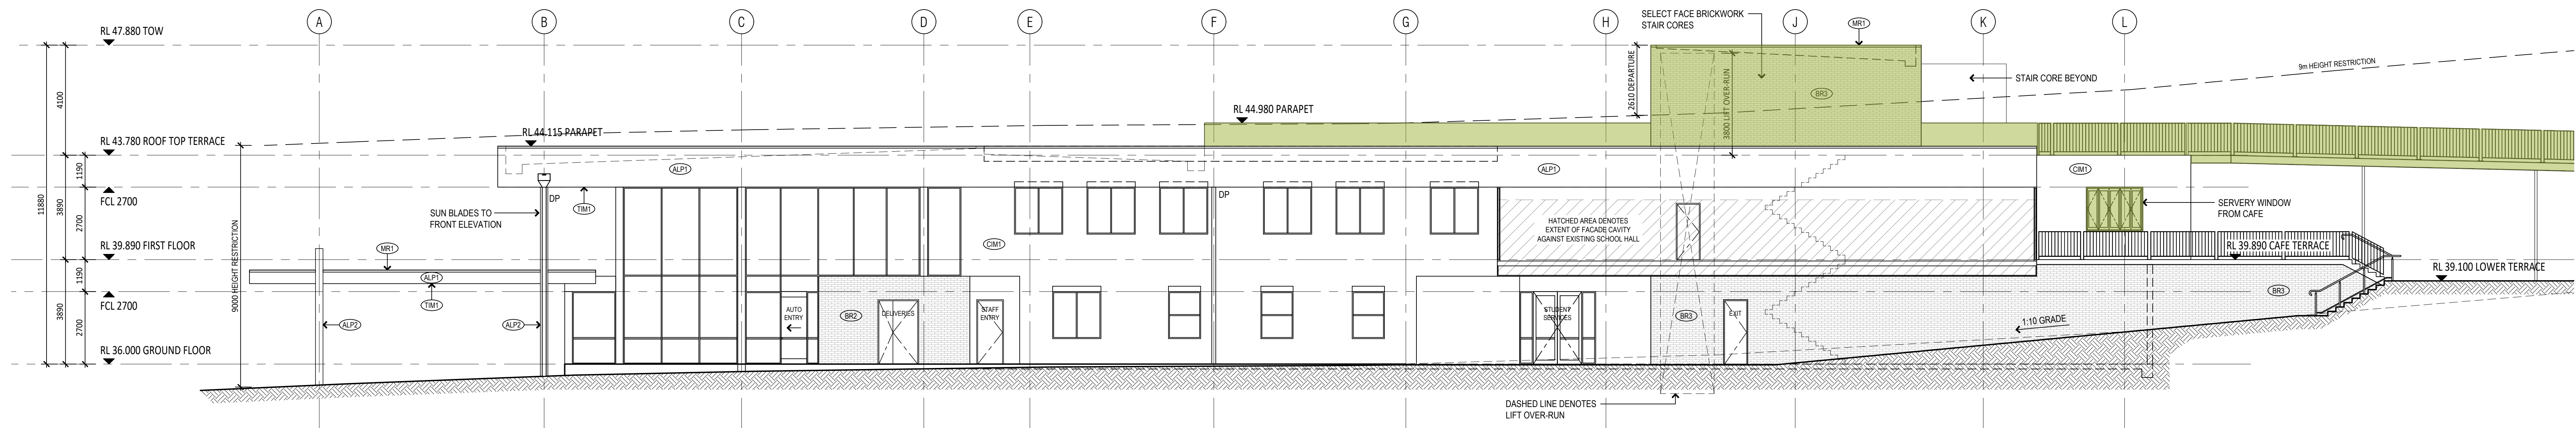 A
B
C
D
E
F
G
H
J
K
L
RL 47.880 TOW
SELECT FACE BRICKWORK
STAIR CORES
MR1
9m HEIGHT RESTRICTION
STAIR CORE BEYOND
2610 DEPARTURE
3800 LIFT OVER-RUN
BR3
4100
RL 44.980 PARAPET
RL 44.115 PARAPET
RL 43.780 ROOF TOP TERRACE
1190
ALP1
ALP1
CIM1
11880
3890
FCL 2700
2700
DP
TIM1
DP
SUN BLADES TO
FRONT ELEVATION
SERVERY WINDOW
FROM CAFE
HATCHED AREA DENOTES
EXTENT OF FACADE CAVITY
AGAINST EXISTING SCHOOL HALL
RL 39.890 FIRST FLOOR
MR1
CIM1
RL 39.890 CAFE TERRACE
9000 HEIGHT RESTRICTION
1190
ALP1
RL 39.100 LOWER TERRACE
FCL 2700
TIM1
BR3
3890
2700
ALP2
ALP2
AUTO
ENTRY
BR2
DELIVERIES
STAFF
ENTRY
STUDENT
SERVICES
BR3
EXIT
1:10 GRADE
RL 36.000 GROUND FLOOR
DASHED LINE DENOTES
LIFT OVER-RUN